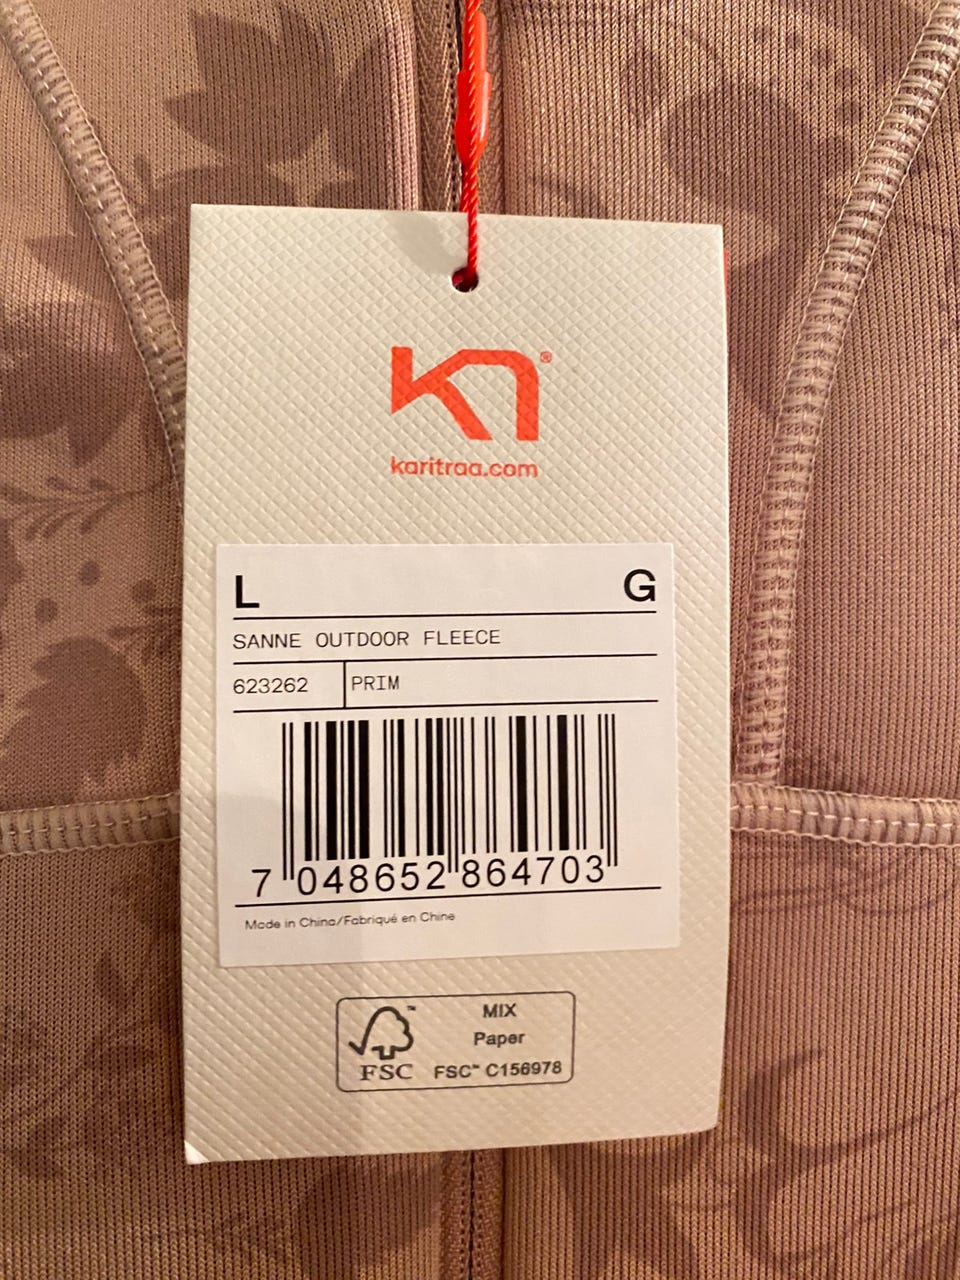 ®
karitraa.com
L G
SANNE OUTDOOR FLEECE
623262 PRIM
7 048652 864703
Made in China/Fabriqué en Chine
™ MIX
Paper
FSC FSC™ C156978